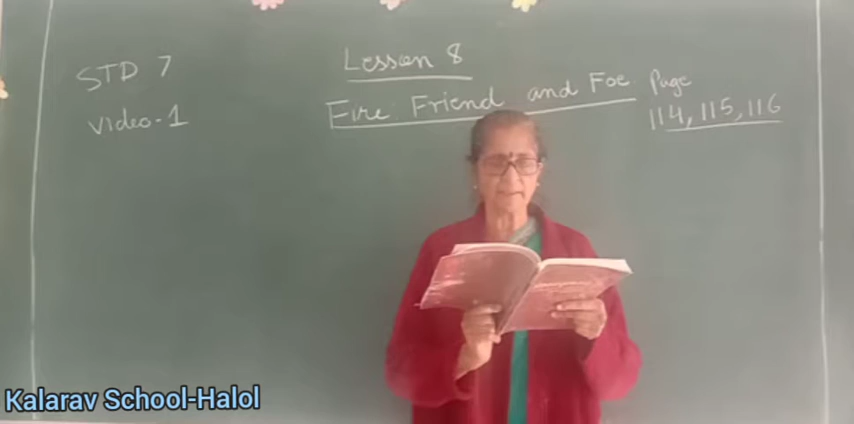 STD 7
Video-1
Lesson 8
Fire: Friend and Foe
Page
114, 115, 116
Kalarav School-Halol